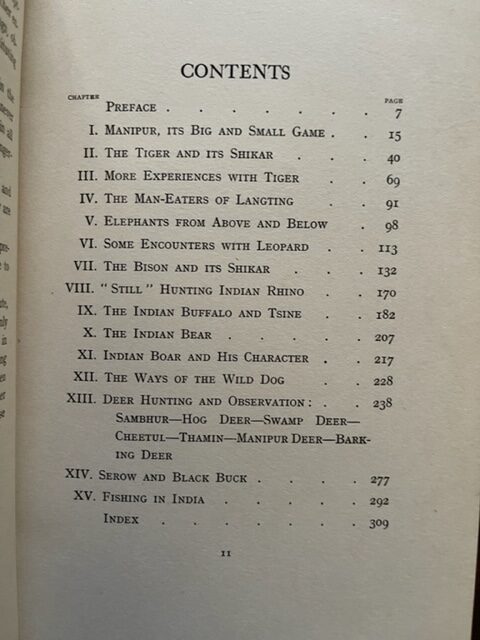 CONTENTS
CHAPTER PAGE
PREFACE . . . . . . . 7
I. MANIPUR, ITS BIG AND SMALL GAME . . 15
II. THE TIGER AND ITS SHIKAR . . . 40
III. MORE EXPERIENCES WITH TIGER . . 69
IV. THE MAN-EATERS OF LANGTING . . 91
V. ELEPHANTS FROM ABOVE AND BELOW . 98
VI. SOME ENCOUNTERS WITH LEOPARD . . 113
VII. THE BISON AND ITS SHIKAR . . . 132
VIII. "STILL" HUNTING INDIAN RHINO . . 170
IX. THE INDIAN BUFFALO AND TSINE . . 182
X. THE INDIAN BEAR . . . . . 207
XI. INDIAN BOAR AND HIS CHARACTER . . 217
XII. THE WAYS OF THE WILD DOG . . 228
XIII. DEER HUNTING AND OBSERVATION: . . 238
SAMBHUR—HOG DEER—SWAMP DEER—
CHEETUL—THAMIN—MANIPUR DEER—BARK-
ING DEER
XIV. SEROW AND BLACK BUCK . . . . 277
XV. FISHING IN INDIA . . . . . 292
INDEX . . . . . . . 309
11